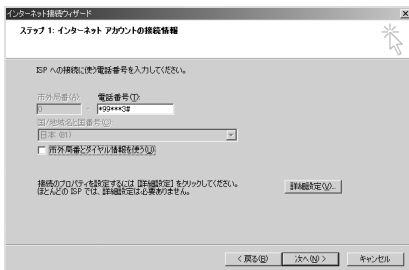 インターネット接続ウィザード
ステップ 1: インターネット アカウントの接続情報
ISP への接続に使う電話番号を入力してください。
市外局番(A): 電話番号(T):
0 - *99***3#
国/地域名と国番号(O):
日本 (81)
市外局番とダイヤル情報を使う(U)
接続のプロパティを設定するには [詳細設定] をクリックしてください。
ほとんどの ISP では、詳細設定は必要ありません。
詳細設定(V)...
< 戻る(B) 次へ(N) > キャンセル